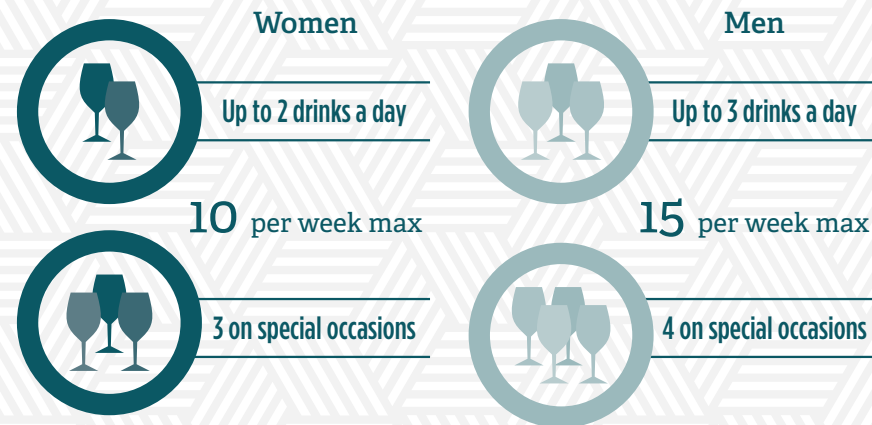 Women
Up to 2 drinks a day
10 per week max
3 on special occasions
Men
Up to 3 drinks a day
15 per week max
4 on special occasions